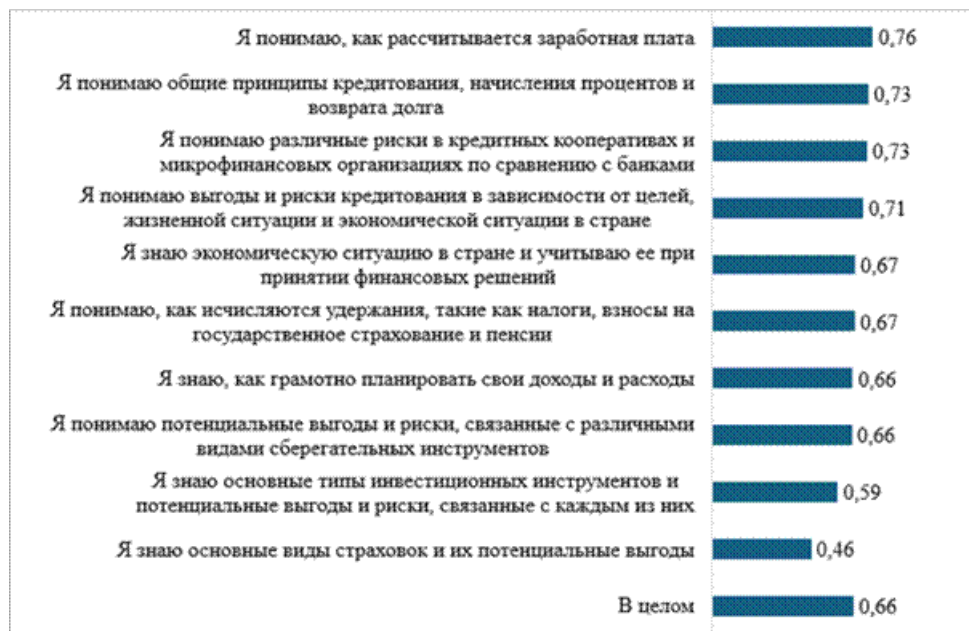 Я понимаю, как рассчитывается заработная плата
0,76
Я понимаю общие принципы кредитования, начисления процентов и
возврата долга
0,73
Я понимаю различные риски в кредитных кооперативах и
микрофинансовых организациях по сравнению с банками
0,73
Я понимаю выгоды и риски кредитования в зависимости от целей,
жизненной ситуации и экономической ситуации в стране
0,71
Я знаю экономическую ситуацию в стране и учитываю ее при
принятии финансовых решений
0,67
Я понимаю, как исчисляются удержания, такие как налоги, взносы на
государственное страхование и пенсии
0,67
Я знаю, как грамотно планировать свои доходы и расходы
0,66
Я понимаю потенциальные выгоды и риски, связанные с различными
видами сберегательных инструментов
0,66
Я знаю основные типы инвестиционных инструментов и
потенциальные выгоды и риски, связанные с каждым из них
0,59
Я знаю основные виды страховок и их потенциальные выгоды
0,46
В целом
0,66